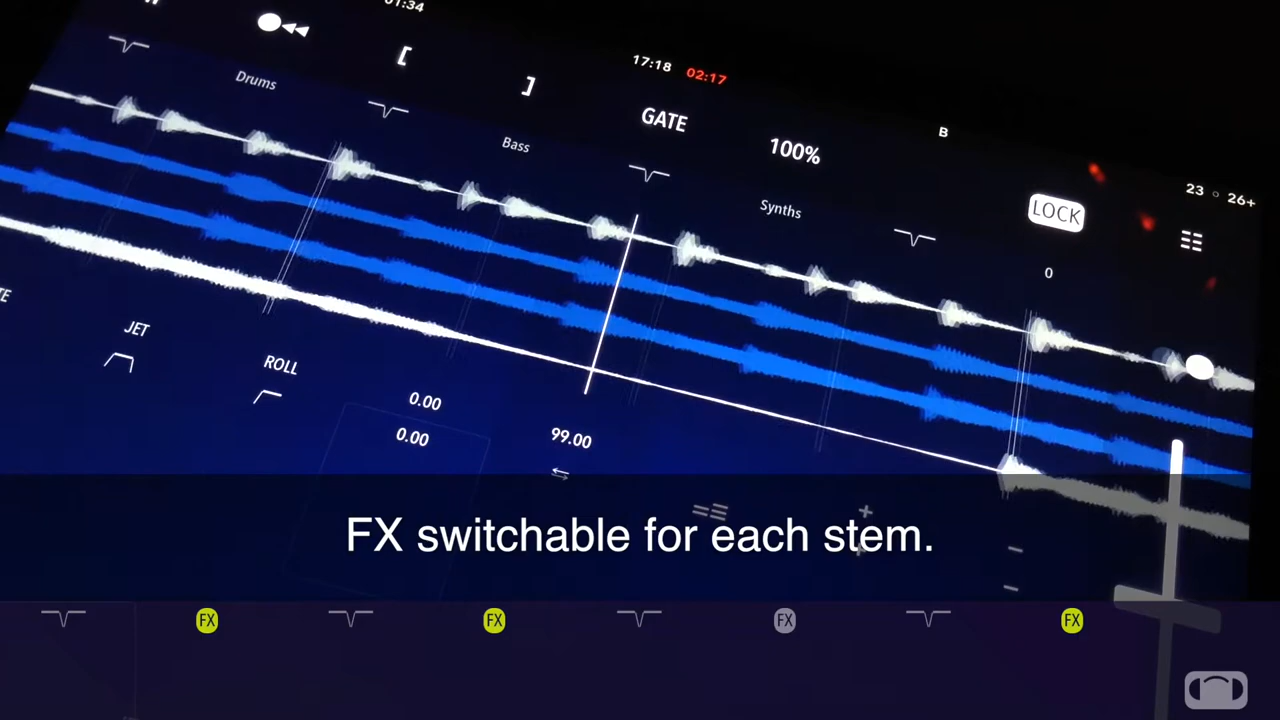 01:34
17:18 02:17
[
]
Drums
GATE
B
Bass
100%
23 26+
Synths
LOCK
0
JET
ROLL
0.00
0.00
99.00
FX switchable for each stem.
FX
FX
FX
FX